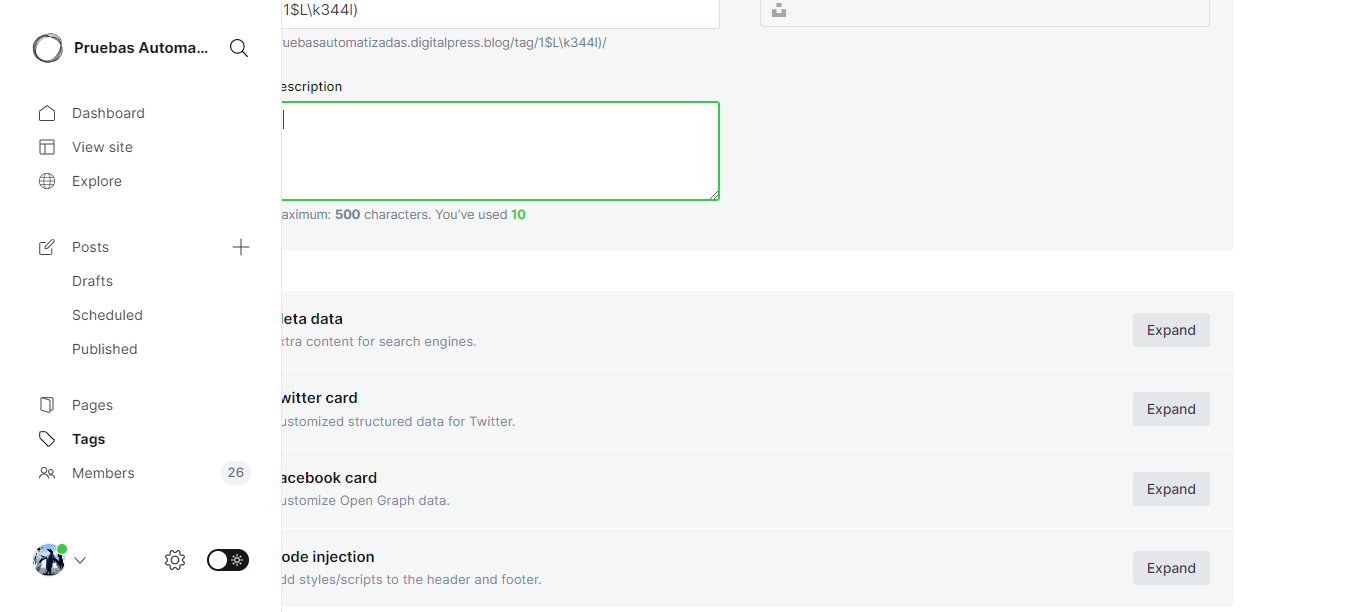 Pruebas Automa...
Dashboard
View site
Explore
Posts
Drafts
Scheduled
Published
Pages
Tags
Members 26
1$L\k344l)
ruebasautomatizadas.digitalpress.blog/tag/1$L\k344l)/
escription
aximum: 500 characters. You’ve used 10
eta data
xtra content for search engines.
Expand
witter card
ustomized structured data for Twitter.
Expand
acebook card
ustomize Open Graph data.
Expand
ode injection
dd styles/scripts to the header and footer.
Expand